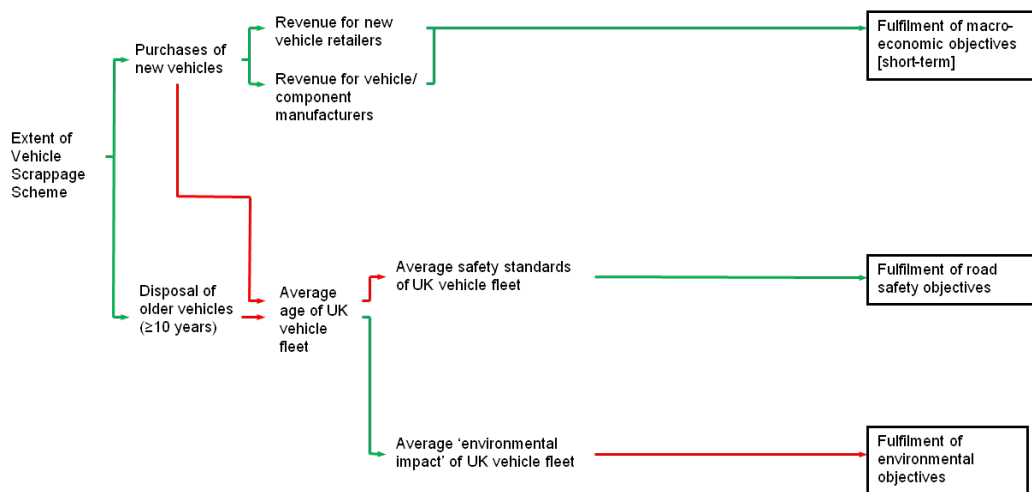 Revenue for new
vehicle retailers
Fulfilment of macro-
economic objectives
[short-term]
Purchases of
new vehicles
Revenue for vehicle/
component
manufacturers
Extent of
Vehicle
Scrappage
Scheme
Average safety standards
of UK vehicle fleet
Fulfilment of road
safety objectives
Disposal of
older vehicles
(≥10 years)
Average
age of UK
vehicle
fleet
Average ‘environmental
impact’ of UK vehicle fleet
Fulfilment of
environmental
objectives